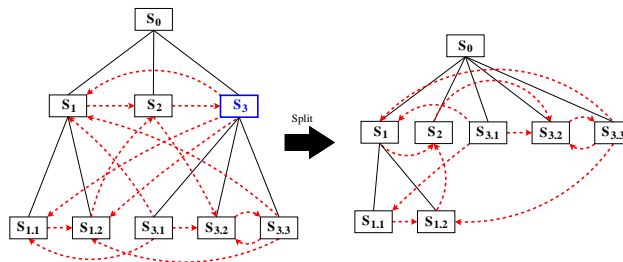 S0
S0
S1 S2 S3
Split
S1 S2 S3.1 S3.2 S3.3
S1.1 S1.2 S3.1 S3.2 S3.3
S1.1 S1.2